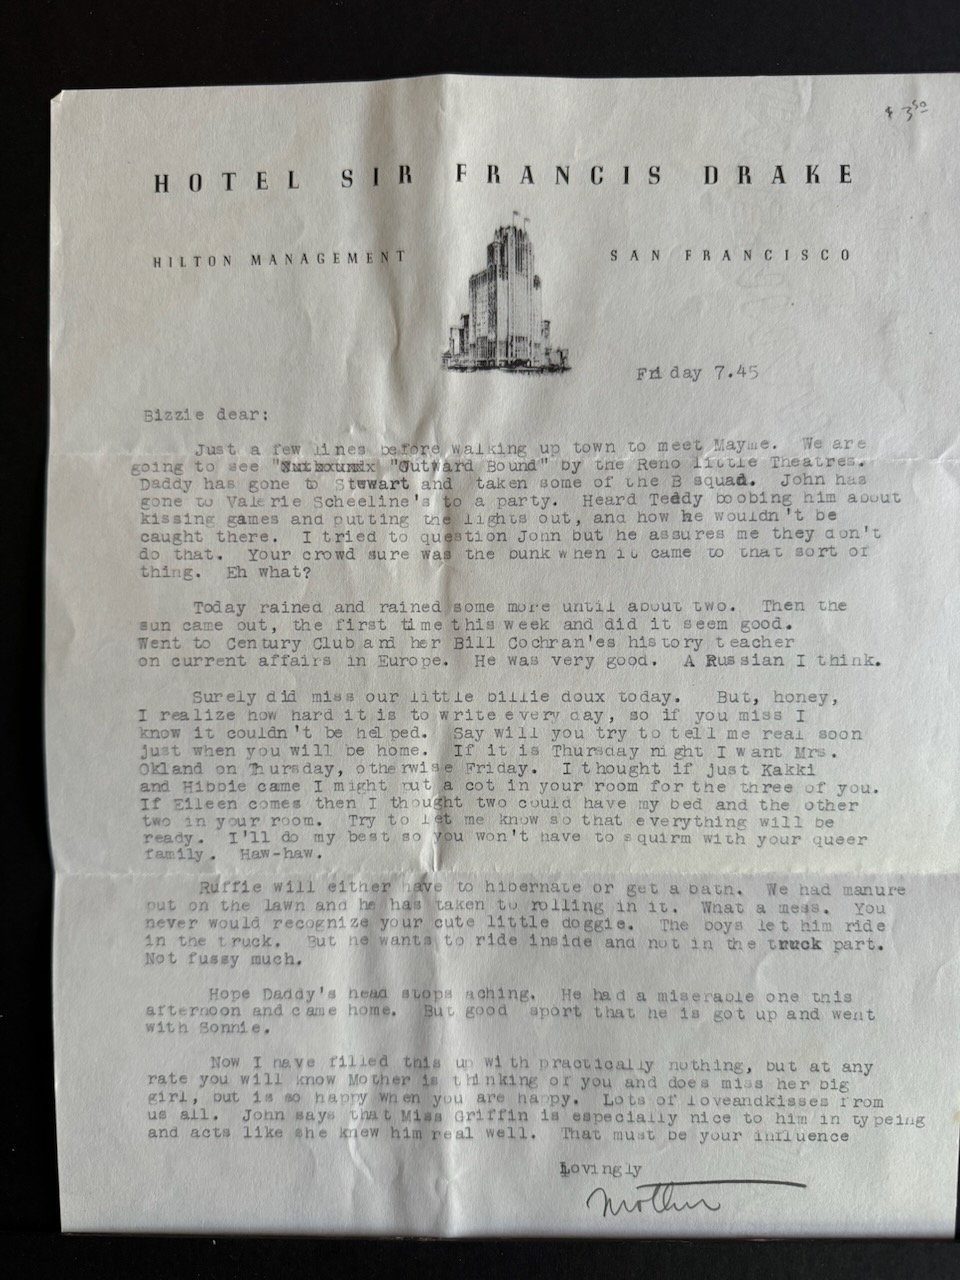 $ 3.50
HOTEL SIR FRANCIS DRAKE
HILTON MANAGEMENT SAN FRANCISCO
Friday 7.45
Bizzie dear:
Just a few lines before walking up town to meet Mayme. We are
going to see " "Outward Bound" by the Reno little Theatres.
Daddy has gone to Stewart and taken some of the B squad. John has
gone to Valerie Scheeline's to a party. Heard Teddy boobing him about
kissing games and putting the lights out, and how he wouldn't be
caught there. I tried to question John but he assures me they don't
do that. Your crowd sure was the bunk when it came to that sort of
thing. Eh what?
Today rained and rained some more until about two. Then the
sun came out, the first time this week and did it seem good.
Went to Century Club and her Bill Cochran'es history teacher
on current affairs in Europe. He was very good. A Russian I think.
Surely did miss our little billie doux today. But, honey,
I realize how hard it is to write every day, so if you miss I
know it couldn't be helped. Say will you try to tell me real soon
just when you will be home. If it is Thursday night I want Mrs.
Okland on Thursday, otherwise Friday. I thought if just Kakki
and Hibbie came I might put a cot in your room for the three of you.
If Eileen comes then I thought two could have my bed and the other
two in your room. Try to let me know so that everything will be
ready. I'll do my best so you won't have to squirm with your queer
family. Haw-haw.
Ruffie will either have to hibernate or get a batn. We had manure
put on the lawn and he has taken to rolling in it. What a mess. You
never would recognize your cute little doggie. The boys let him ride
in the truck. But he wants to ride inside and not in the truck part.
Not fussy much.
Hope Daddy's head stops aching. He had a miserable one this
afternoon and came home. But good sport that he is got up and went
with Sonnie.
Now I have filled this up with practically nothing, but at any
rate you will know Mother is thinking of you and does miss her big
girl, but is so happy when you are happy. Lots of loveandkisses from
us all. John says that Miss Griffin is especially nice to him in typeing
and acts like she knew him real well. That must be your influence
Lovingly
Mother